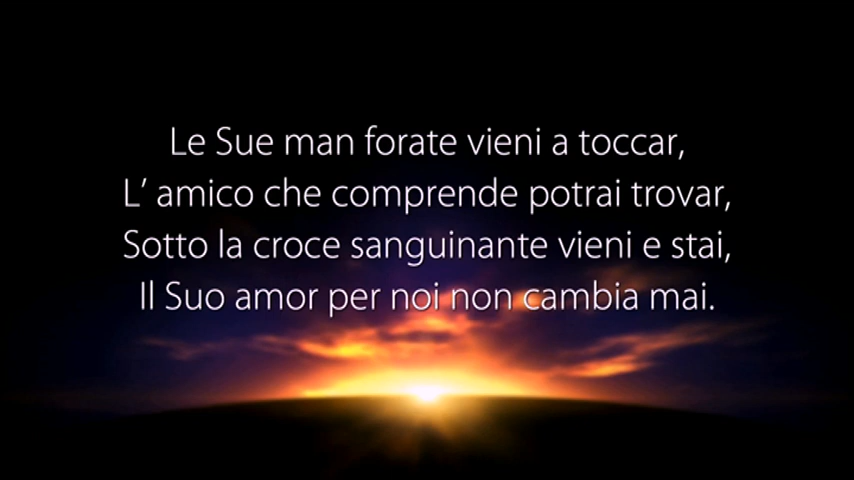 Le Sue man forate vieni a toccar,
L’ amico che comprende potrai trovar,
Sotto la croce sanguinante vieni e stai,
Il Suo amor per noi non cambia mai.